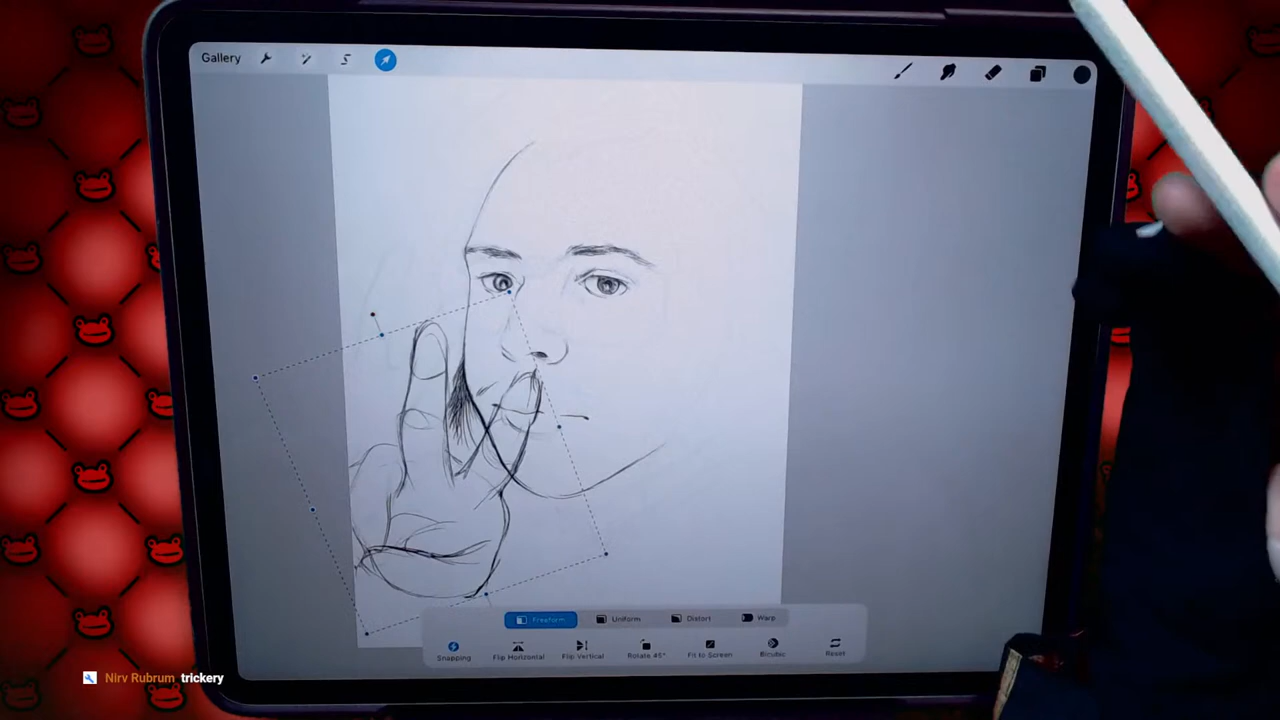 Gallery
Freeform Uniform Distort Warp
Snapping Flip Horizontal Flip Vertical Rotate 45° Fit to Screen Bicubic Reset
Nirv Rubrum trickery